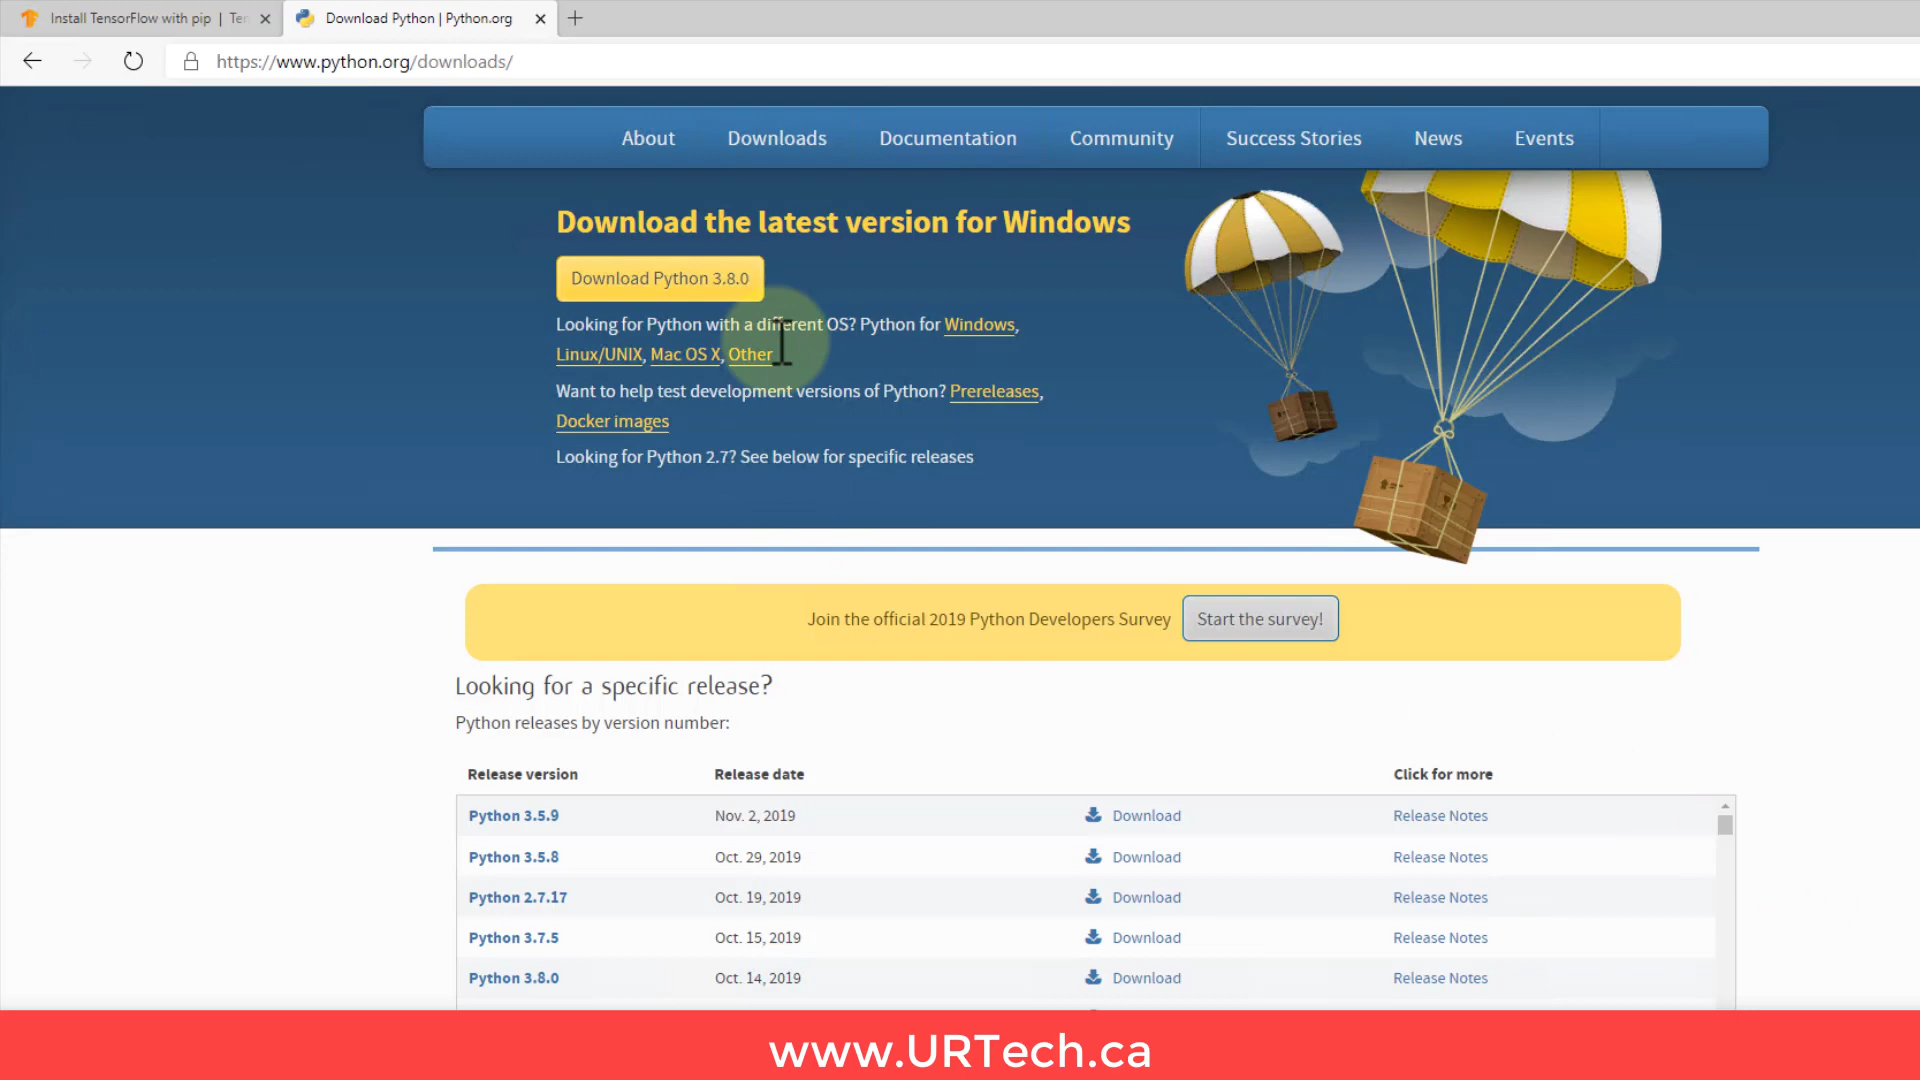 Install TensorFlow with pip | Ten
Download Python | Python.org
https://www.python.org/downloads/
About
Downloads
Documentation
Community
Success Stories
News
Events
Download the latest version for Windows
Download Python 3.8.0
Looking for Python with a different OS? Python for Windows,
Linux/UNIX, Mac OS X, Other
Want to help test development versions of Python? Prereleases,
Docker images
Looking for Python 2.7? See below for specific releases
Join the official 2019 Python Developers Survey Start the survey!
Looking for a specific release?
Python releases by version number:
Release version Release date Click for more
Python 3.5.9 Nov. 2, 2019 Download Release Notes
Python 3.5.8 Oct. 29, 2019 Download Release Notes
Python 2.7.17 Oct. 19, 2019 Download Release Notes
Python 3.7.5 Oct. 15, 2019 Download Release Notes
Python 3.8.0 Oct. 14, 2019 Download Release Notes
www.URTech.ca